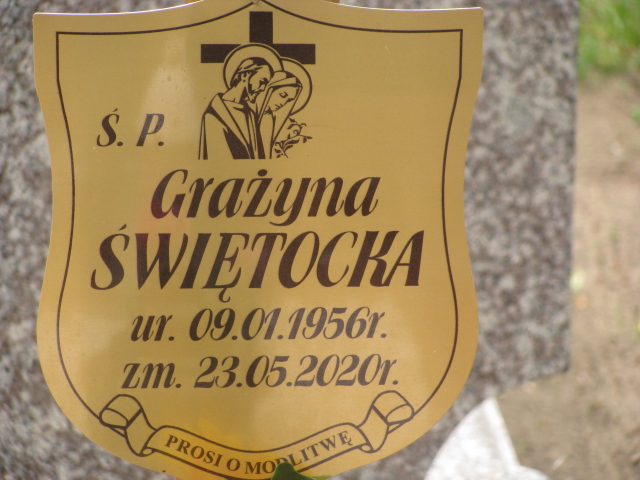 Ś. P.
Grażyna
ŚWIĘTOCKA
ur. 09.01.1956r.
zm. 23.05.2020r.
PROSI O MODLITWĘ